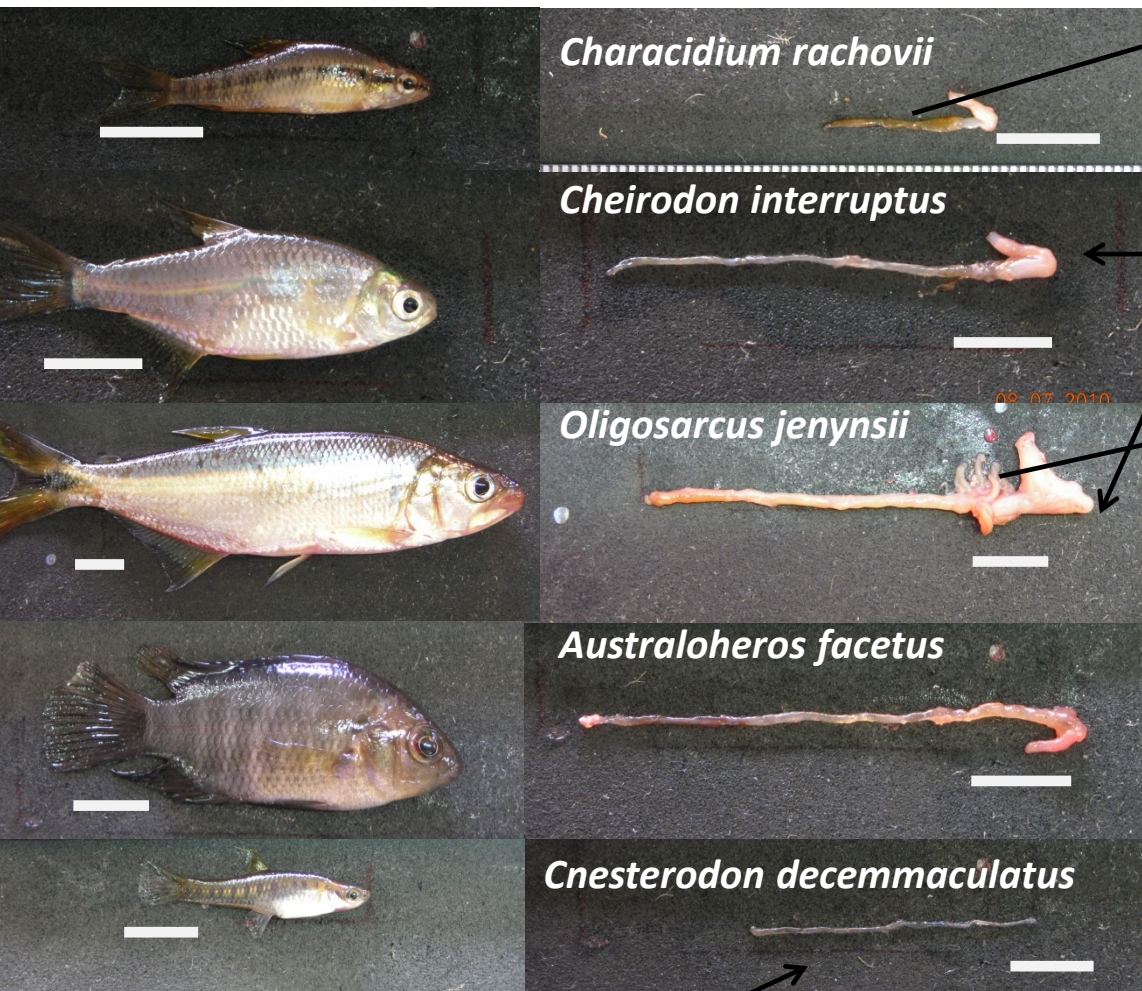 Characidium rachovii
Cheirodon interruptus
08 07 2010
Oligosarcus jenynsii
Australoheros facetus
Cnesterodon decemmaculatus